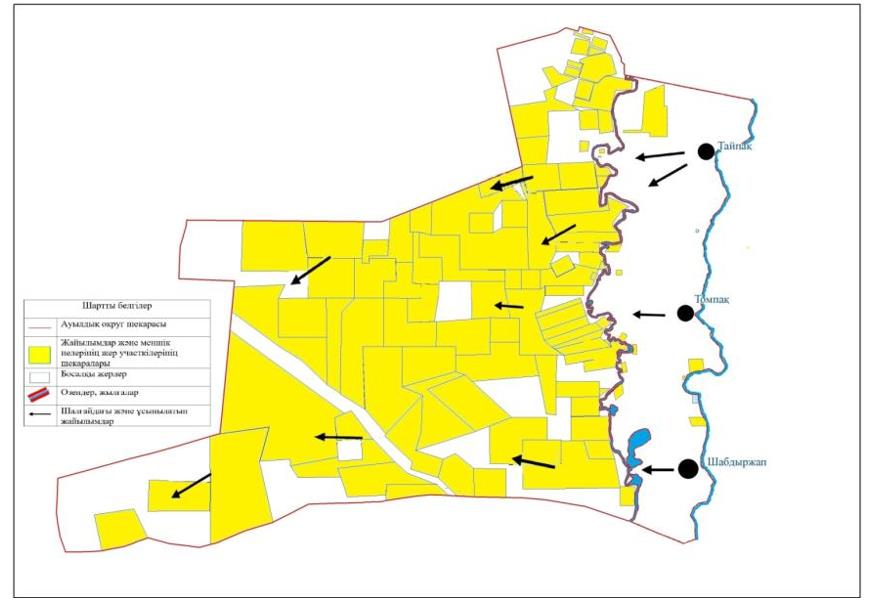 Тайпақ
Томпақ
Шабдыржап
Шартты белгілер
Ауылдық округ шекарасы
Жайылымдар және меншік
иелерінің жер участкілерінің
шекаралары
Босалқы жерлер
Өзендер, жылғалар
Шалғайдағы және ұсынылатын
жайылымдар